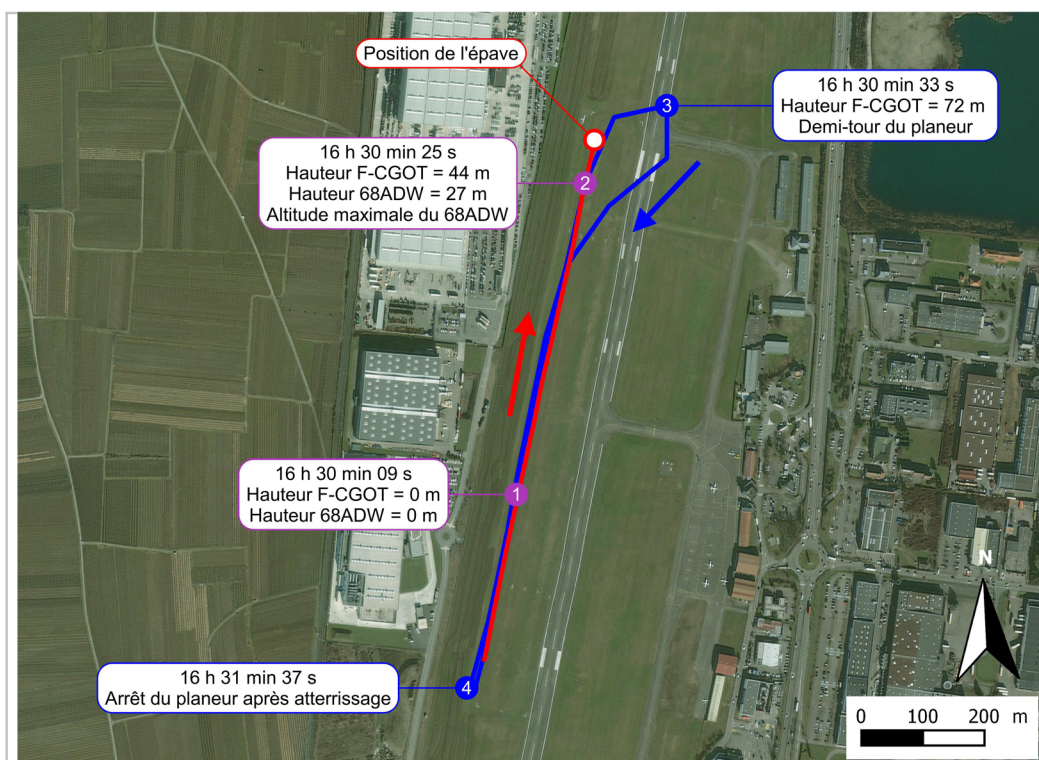 Position de l'épave
16 h 30 min 33 s
Hauteur F-CGOT = 72 m
Demi-tour du planeur
3
16 h 30 min 25 s
Hauteur F-CGOT = 44 m
Hauteur 68ADW = 27 m
Altitude maximale du 68ADW
2
16 h 30 min 09 s
Hauteur F-CGOT = 0 m
Hauteur 68ADW = 0 m
1
N
16 h 31 min 37 s
Arrêt du planeur après atterrissage
4
0 100 200 m